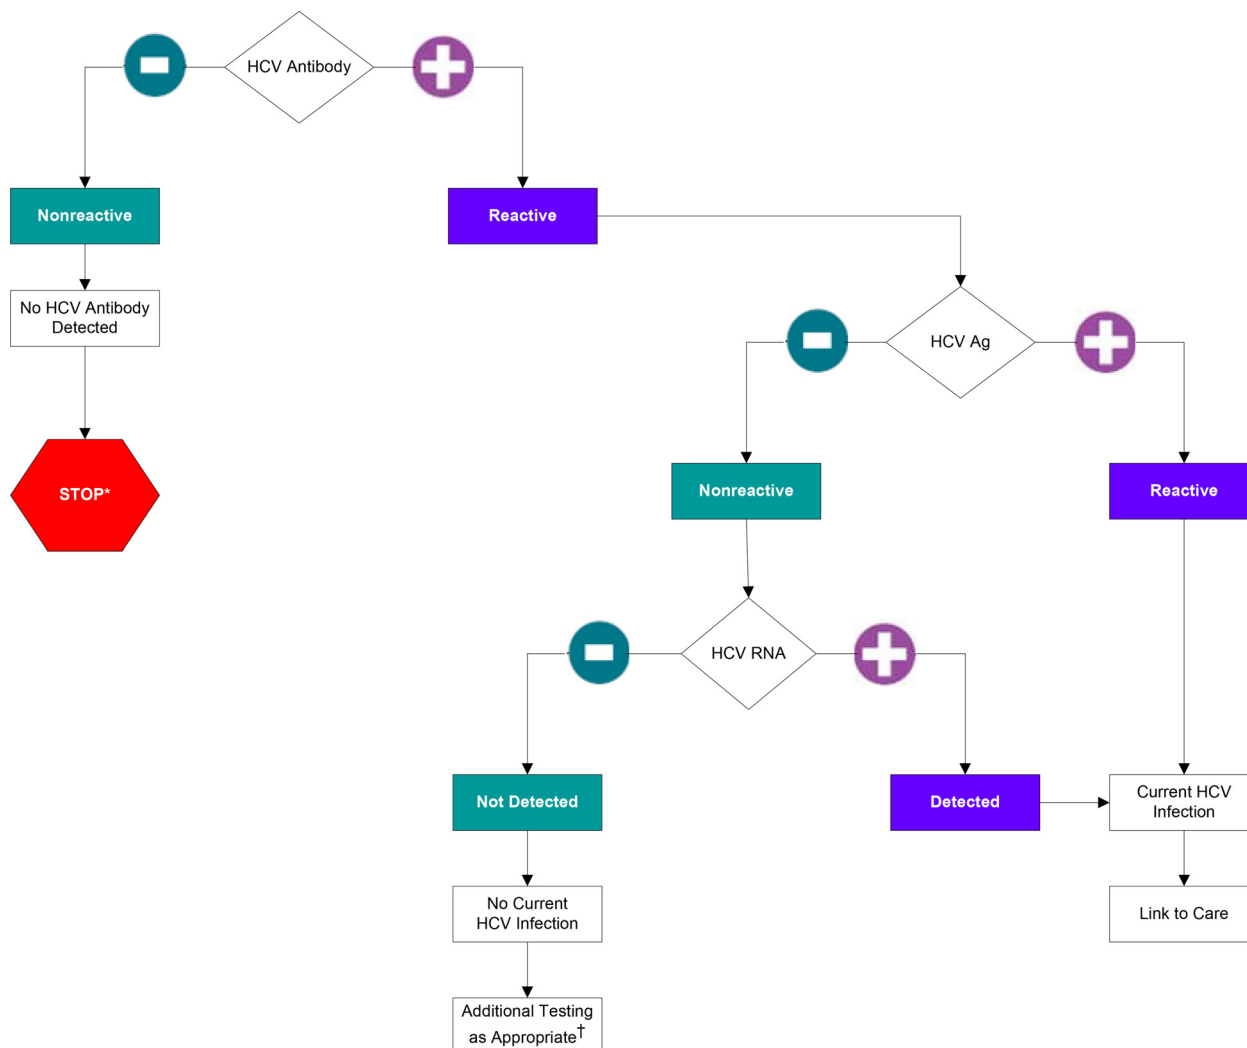 HCV Antibody
Nonreactive
Reactive
No HCV Antibody
Detected
HCV Ag
STOP*
Nonreactive
Reactive
HCV RNA
Not Detected
Detected
Current HCV
Infection
No Current
HCV Infection
Link to Care
Additional Testing
as Appropriate†